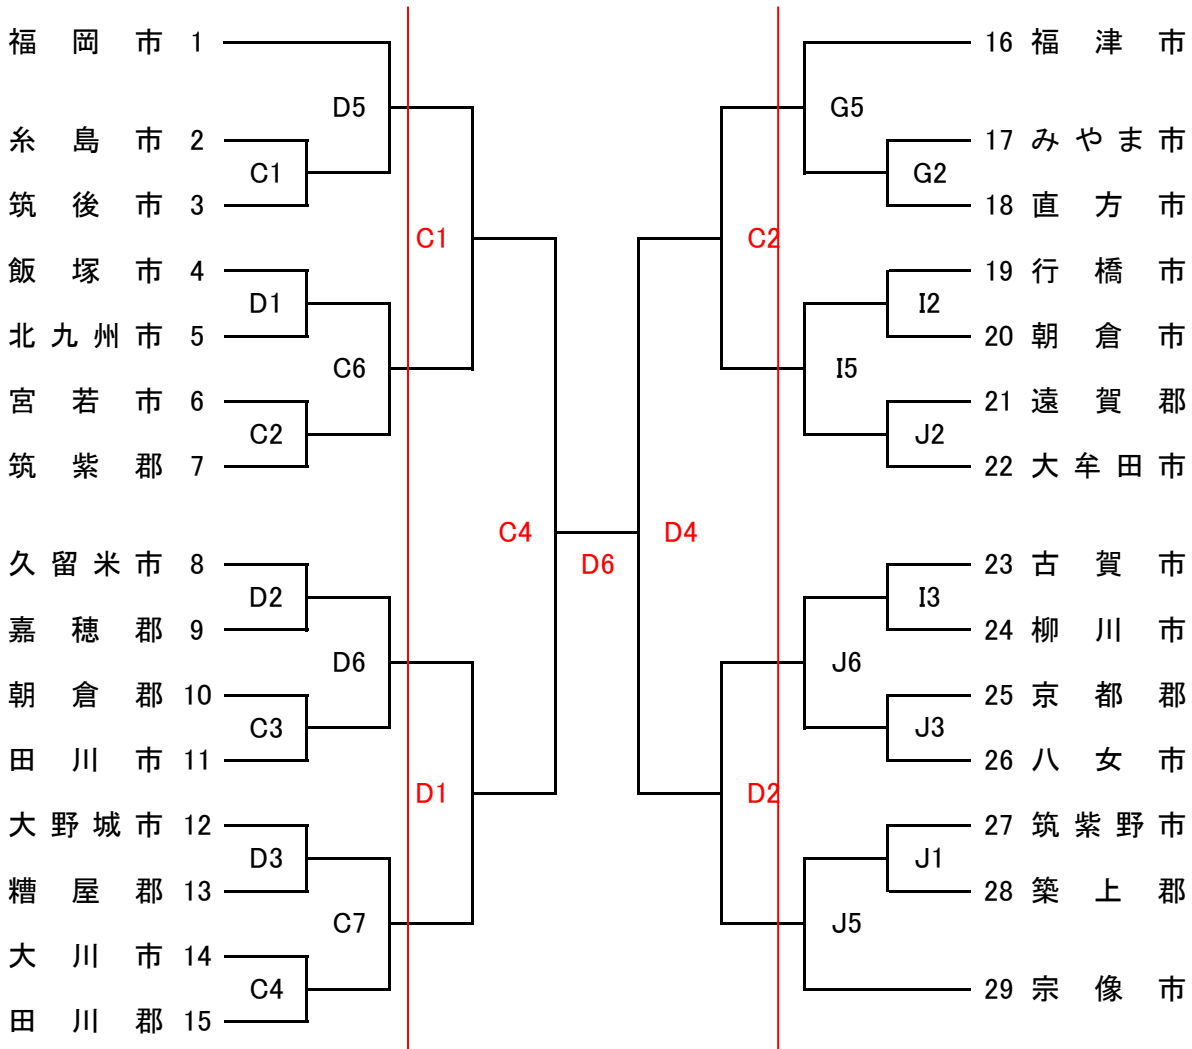 福岡市 1
D5
糸島市 2
C1
筑後市 3
C1
飯塚市 4
D1
北九州市 5
C6
宮若市 6
C2
筑紫郡 7
C4
久留米市 8
D2
嘉穂郡 9
D6
朝倉郡 10
C3
田川市 11
D1
大野城市 12
D3
糟屋郡 13
C7
大川市 14
C4
田川郡 15
D6
16 福津市
G5
17 みやま市
G2
18 直方市
C2
19 行橋市
I2
20 朝倉市
I5
21 遠賀郡
J2
22 大牟田市
D4
23 古賀市
I3
24 柳川市
J6
25 京都郡
J3
26 八女市
D2
27 筑紫野市
J1
28 築上郡
J5
29 宗像市